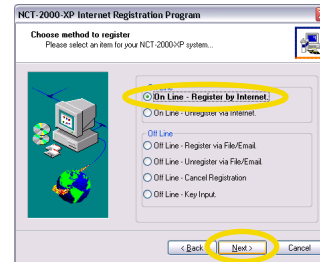 NCT-2000-XP Internet Registration Program
Choose method to register
Please select an item for your NCT-2000-XP system...
On Line - Register by Internet.
On Line - Unregister via Internet.
Off Line
Off Line - Register via File/Email
Off Line - Unregister via File/Email
Off Line - Cancel Registration
Off Line - Key Input.
< Back
Next >
Cancel